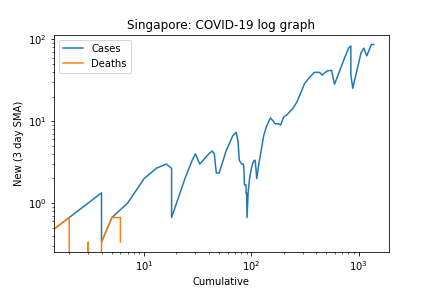 Singapore: COVID-19 log graph
Cases
Deaths
New (3 day SMA)
10²
10¹
10⁰
10¹
10²
10³
Cumulative